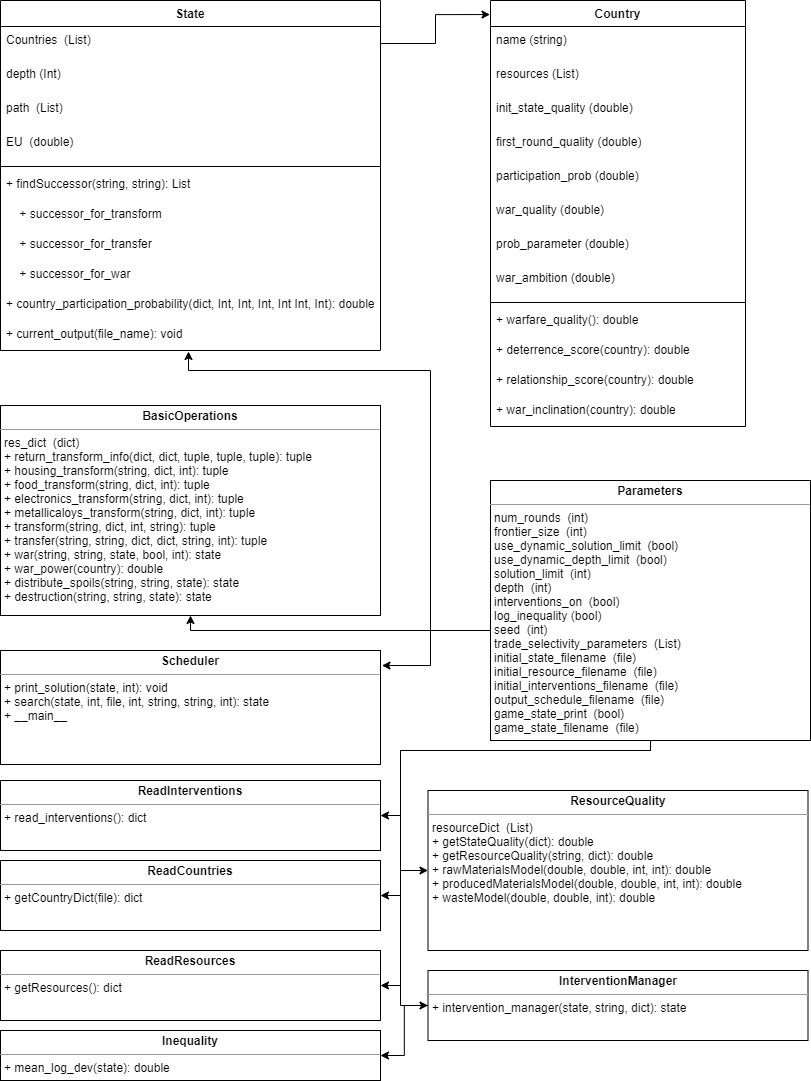 State
Countries (List)
depth (Int)
path (List)
EU (double)
+ findSuccessor(string, string): List
+ successor_for_transform
+ successor_for_transfer
+ successor_for_war
+ country_participation_probability(dict, Int, Int, Int, Int Int, Int): double
+ current_output(file_name): void
Country
name (string)
resources (List)
init_state_quality (double)
first_round_quality (double)
participation_prob (double)
war_quality (double)
prob_parameter (double)
war_ambition (double)
+ warfare_quality(): double
+ deterrence_score(country): double
+ relationship_score(country): double
+ war_inclination(country): double
BasicOperations
res_dict (dict)
+ return_transform_info(dict, dict, tuple, tuple, tuple): tuple
+ housing_transform(string, dict, int): tuple
+ food_transform(string, dict, int): tuple
+ electronics_transform(string, dict, int): tuple
+ metallicaloys_transform(string, dict, int): tuple
+ transform(string, dict, int, string): tuple
+ transfer(string, string, dict, dict, string, int): tuple
+ war(string, string, state, bool, int): state
+ war_power(country): double
+ distribute_spoils(string, string, state): state
+ destruction(string, string, state): state
Parameters
num_rounds (int)
frontier_size (int)
use_dynamic_solution_limit (bool)
use_dynamic_depth_limit (bool)
solution_limit (int)
depth (int)
interventions_on (bool)
log_inequality (bool)
seed (int)
trade_selectivity_parameters (List)
initial_state_filename (file)
initial_resource_filename (file)
initial_interventions_filename (file)
output_schedule_filename (file)
game_state_print (bool)
game_state_filename (file)
Scheduler
+ print_solution(state, int): void
+ search(state, int, file, int, string, string, int): state
+ __main__
ReadInterventions
+ read_interventions(): dict
ResourceQuality
resourceDict (List)
+ getStateQuality(dict): double
+ getResourceQuality(string, dict): double
+ rawMaterialsModel(double, double, int, int): double
+ producedMaterialsModel(double, double, int, int): double
+ wasteModel(double, double, int): double
ReadCountries
+ getCountryDict(file): dict
ReadResources
+ getResources(): dict
InterventionManager
+ intervention_manager(state, string, dict): state
Inequality
+ mean_log_dev(state): double